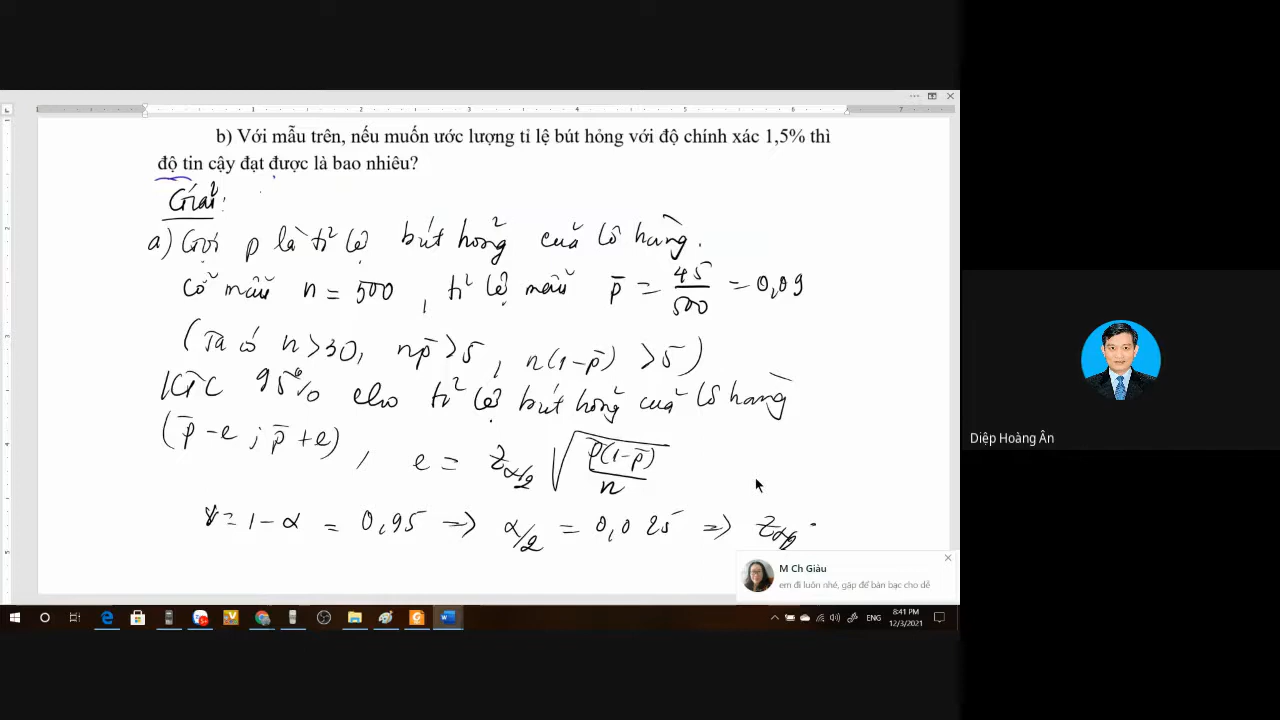 b) Với mẫu trên, nếu muốn ước lượng tỉ lệ bút hỏng với độ chính xác 1,5% thì
độ tin cậy đạt được là bao nhiêu?
Giải:
a) Gọi p là tỉ lệ bút hỏng của lô hàng.
cỡ mẫu n = 500, tỉ lệ mẫu p̄ = 45/500 = 0,09
(Ta có n>30, np̄ >5, n(1-p̄) >5)
KTC 95% cho tỉ lệ bút hỏng của lô hàng
(p̄ -e ; p̄ +e), e = z_α/2 √(p̄(1-p̄)/n)
γ = 1-α = 0,95 => α/2 = 0,025 => z_α/2
M Ch Giàu
em đi luôn nhé, gặp để bàn bạc cho dễ
Diệp Hoàng Ân
ENG
8:41 PM
12/3/2021